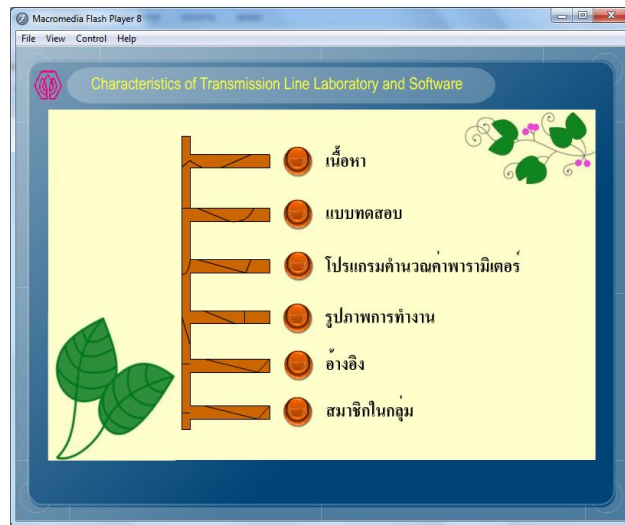 Macromedia Flash Player 8
File View Control Help
Characteristics of Transmission Line Laboratory and Software
เนื้อหา
แบบทดสอบ
โปรแกรมคำนวณค่าพารามิเตอร์
รูปภาพการทำงาน
อ้างอิง
สมาชิกในกลุ่ม